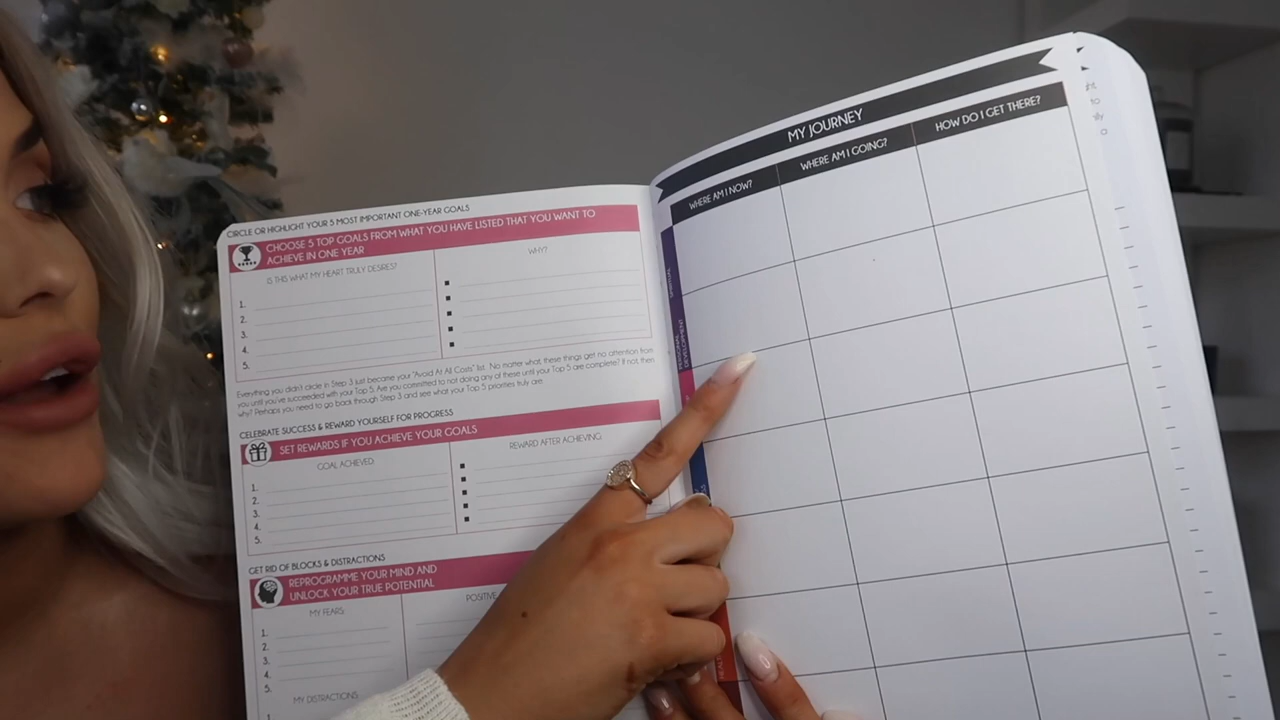 CIRCLE OR HIGHLIGHT YOUR 5 MOST IMPORTANT ONE-YEAR GOALS
CHOOSE 5 TOP GOALS FROM WHAT YOU HAVE LISTED THAT YOU WANT TO
ACHIEVE IN ONE YEAR
IS THIS WHAT MY HEART TRULY DESIRES?
WHY?
1.
2.
3.
4.
5.
Everything you didn't circle in Step 3 just became your "Avoid At All Costs" list. No matter what, these things get no attention from
you until you've succeeded with your Top 5. Are you committed to not doing any of these until your Top 5 are complete? If not, then
why? Perhaps you need to go back through Step 3 and see what your Top 5 priorities truly are
CELEBRATE SUCCESS & REWARD YOURSELF FOR PROGRESS
SET REWARDS IF YOU ACHIEVE YOUR GOALS
GOAL ACHIEVED:
REWARD AFTER ACHIEVING:
1.
2.
3.
4.
5.
GET RID OF BLOCKS & DISTRACTIONS
REPROGRAMME YOUR MIND AND
UNLOCK YOUR TRUE POTENTIAL
MY FEARS:
POSITIVE
1.
2.
3.
4.
5.
MY DISTRACTIONS
MY JOURNEY
WHERE AM I NOW?
WHERE AM I GOING?
HOW DO I GET THERE?
PERSONAL
DEVELOPMENT
to
a